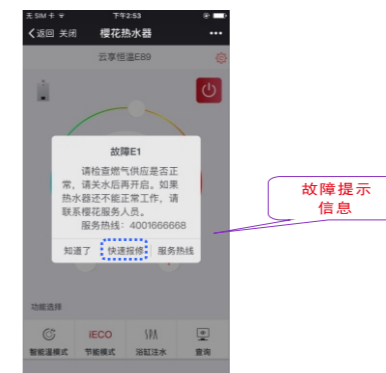 无 SIM 卡
下午2:53
返回 关闭 樱花热水器 •••
云享恒温E89
故障E1
请检查燃气供应是否正
常，请关水后再开启。如果
热水器还不能正常工作，请
联系樱花服务人员。
服务热线：4001666668
知道了 快速报修 服务热线
故障提示
信息
功能选择
iECO SPA
智能温模式 节能模式 浴缸注水 查询